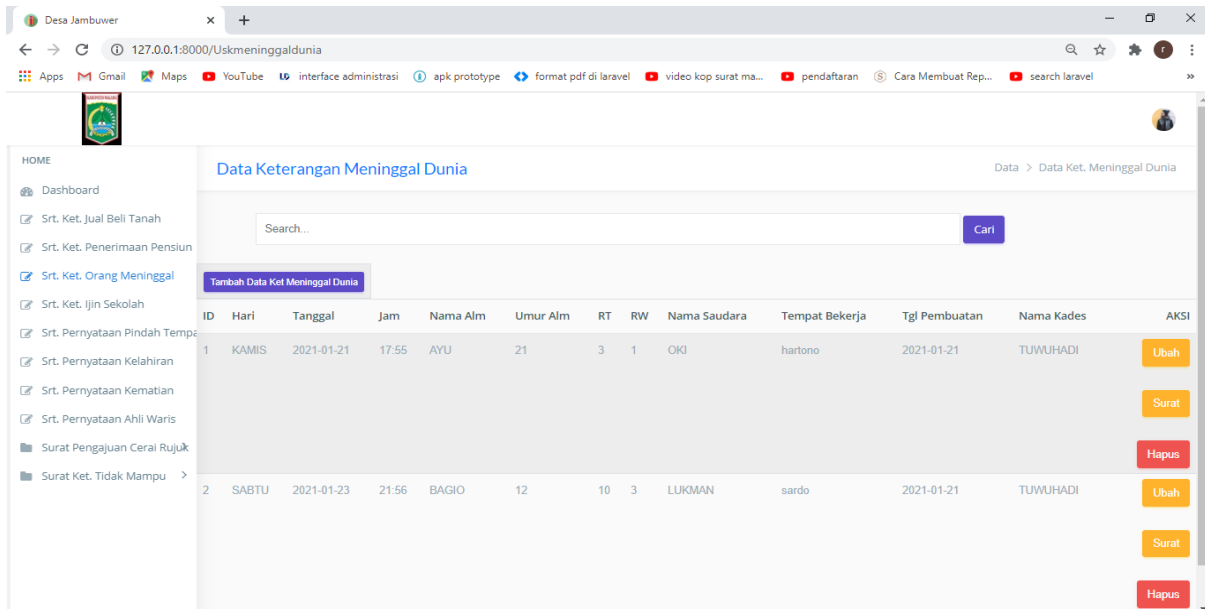 Desa Jambuwer
127.0.0.1:8000/Uskmeninggaldunia
r
Apps Gmail Maps YouTube interface administrasi apk prototype format pdf di laravel video kop surat ma... pendaftaran Cara Membuat Rep... search laravel »
HOME
Dashboard
Srt. Ket. Jual Beli Tanah
Srt. Ket. Penerimaan Pensiun
Srt. Ket. Orang Meninggal
Srt. Ket. Ijin Sekolah
Srt. Pernyataan Pindah Tempa
Srt. Pernyataan Kelahiran
Srt. Pernyataan Kematian
Srt. Pernyataan Ahli Waris
Surat Pengajuan Cerai Rujuk
Surat Ket. Tidak Mampu >
Data Keterangan Meninggal Dunia
Data > Data Ket. Meninggal Dunia
Search...
Cari
Tambah Data Ket Meninggal Dunia
ID Hari Tanggal Jam Nama Alm Umur Alm RT RW Nama Saudara Tempat Bekerja Tgl Pembuatan Nama Kades AKSI
1 KAMIS 2021-01-21 17:55 AYU 21 3 1 OKI hartono 2021-01-21 TUWUHADI Ubah
Surat
Hapus
2 SABTU 2021-01-23 21:56 BAGIO 12 10 3 LUKMAN sardo 2021-01-21 TUWUHADI Ubah
Surat
Hapus